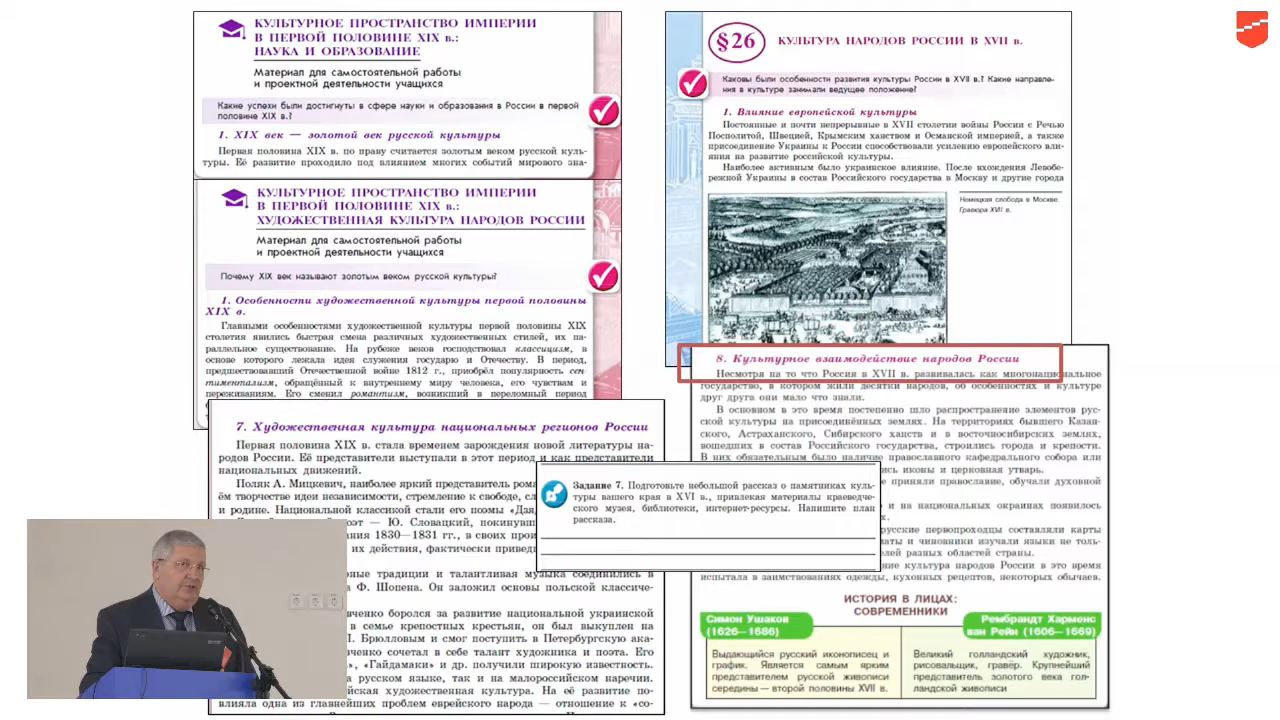 КУЛЬТУРНОЕ ПРОСТРАНСТВО ИМПЕРИИ
В ПЕРВОЙ ПОЛОВИНЕ XIX в.:
НАУКА И ОБРАЗОВАНИЕ
Материал для самостоятельной работы
и проектной деятельности учащихся
Какие успехи были достигнуты в сфере науки и образования в России в первой
половине XIX в.?
1. XIX век — золотой век русской культуры
Первая половина XIX в. по праву считается золотым веком русской куль-
туры. Её развитие проходило под влиянием многих событий мирового зна-
КУЛЬТУРНОЕ ПРОСТРАНСТВО ИМПЕРИИ
В ПЕРВОЙ ПОЛОВИНЕ XIX в.:
ХУДОЖЕСТВЕННАЯ КУЛЬТУРА НАРОДОВ РОССИИ
Материал для самостоятельной работы
и проектной деятельности учащихся
Почему XIX век называют золотым веком русской культуры?
1. Особенности художественной культуры первой половины
XIX в.
Главными особенностями художественной культуры первой половины XIX
столетия явились быстрая смена различных художественных стилей, их па-
раллельное существование. На рубеже веков господствовал классицизм, в
основе которого лежала идея служения государю и Отечеству. В период,
предшествовавший Отечественной войне 1812 г., приобрёл популярность сен-
тиментализм, обращённый к внутреннему миру человека, его чувствам и
переживаниям. Его сменил романтизм, возникший в переломный период
7. Художественная культура национальных регионов России
Первая половина XIX в. стала временем зарождения новой литературы на-
родов России. Её представители выступали в этот период и как представители
национальных движений.
Поляк А. Мицкевич, наиболее яркий представитель
ём творчестве идеи независимости, стремление к свободе,
и родине. Национальной классикой стали его поэмы
— Ю. Словацкий,
ания 1830—1831 гг., в своих
их действия, фактически
традиции и талантливая музыка соединились в
а Ф. Шопена. Он заложил основы польской классиче-
боролся за развитие национальной украинской
в семье крепостных крестьян, он был выкуплен на
Брюлловым и смог поступить в Петербургскую ака-
сочетал в себе талант художника и поэта. Его
«Гайдамаки» и др. получили широкую известность.
а русском языке, так и на малороссийском наречии.
художественная культура. На её развитие по-
влияла одна из главнейших проблем еврейского народа — отношение к «со-
§26
КУЛЬТУРА НАРОДОВ РОССИИ В XVII в.
Каковы были особенности развития культуры России в XVII в.? Какие направле-
ния в культуре занимали ведущее положение?
1. Влияние европейской культуры
Постоянные и почти непрерывные в XVII столетии войны России с Речью
Посполитой, Швецией, Крымским ханством и Османской империей, а также
присоединение Украины к России способствовали усилению европейского вли-
яния на развитие российской культуры.
Наиболее активным было украинское влияние. После вхождения Левобе-
режной Украины в состав Российского государства в Москву и другие города
Немецкая слобода в Москве.
Гравюра XVII в.
8. Культурное взаимодействие народов России
Несмотря на то что Россия в XVII в. развивалась как многонациональное
государство, в котором жили десятки народов, об особенностях и культуре
друг друга они мало что знали.
В основном в это время постепенно шло распространение элементов рус-
ской культуры на присоединённых землях. На территориях бывшего Казан-
ского, Астраханского, Сибирского ханств и в восточносибирских землях,
вошедших в состав Российского государства, строились города и крепости.
В них обязательным было наличие православного кафедрального собора или
иконы и церковная утварь.
приняли православие, обучали духовной
и на национальных окраинах появилось
русские первопроходцы составляли карты
и чиновники изучали языки не толь-
разных областей страны.
культура народов России в это время
испытала в заимствованиях одежды, кухонных рецептов, некоторых обычаев.
Задание 7. Подготовьте небольшой рассказ о памятниках куль-
туры вашего края в XVI в., привлекая материалы краеведче-
ского музея, библиотеки, интернет-ресурсы. Напишите план
рассказа.
ИСТОРИЯ В ЛИЦАХ:
СОВРЕМЕННИКИ
Симон Ушаков
(1626—1686)
Выдающийся русский иконописец и
график. Является самым ярким
представителем русской живописи
середины — второй половины XVII в.
Рембрандт Харменс
ван Рейн (1606—1669)
Великий голландский художник,
рисовальщик, гравёр. Крупнейший
представитель золотого века гол-
ландской живописи